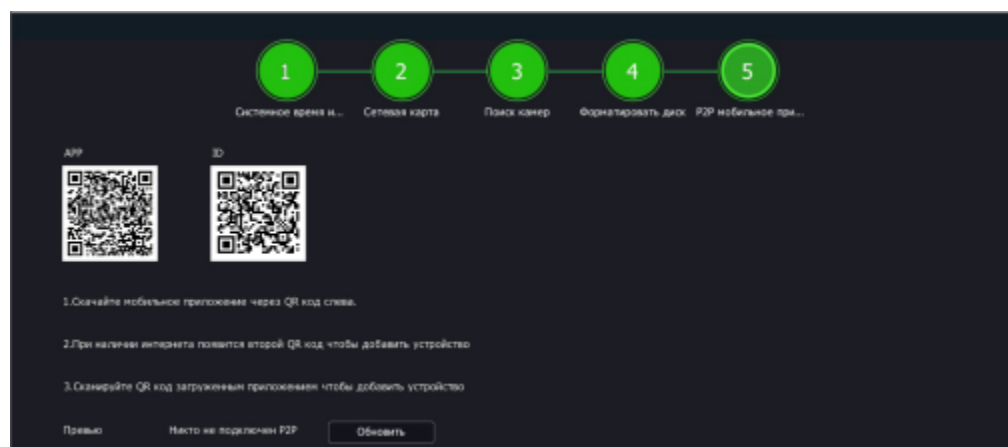 1 2 3 4 5
Системное время и... Сетевая карта Поиск камер Форматировать диск P2P мобильное при...
APP ID
1.Скачайте мобильное приложение через QR код слева.
2.При наличии интернета появится второй QR код чтобы добавить устройство
3.Сканируйте QR код загруженным приложением чтобы добавить устройство
Превью Никто не подключен P2P Обновить